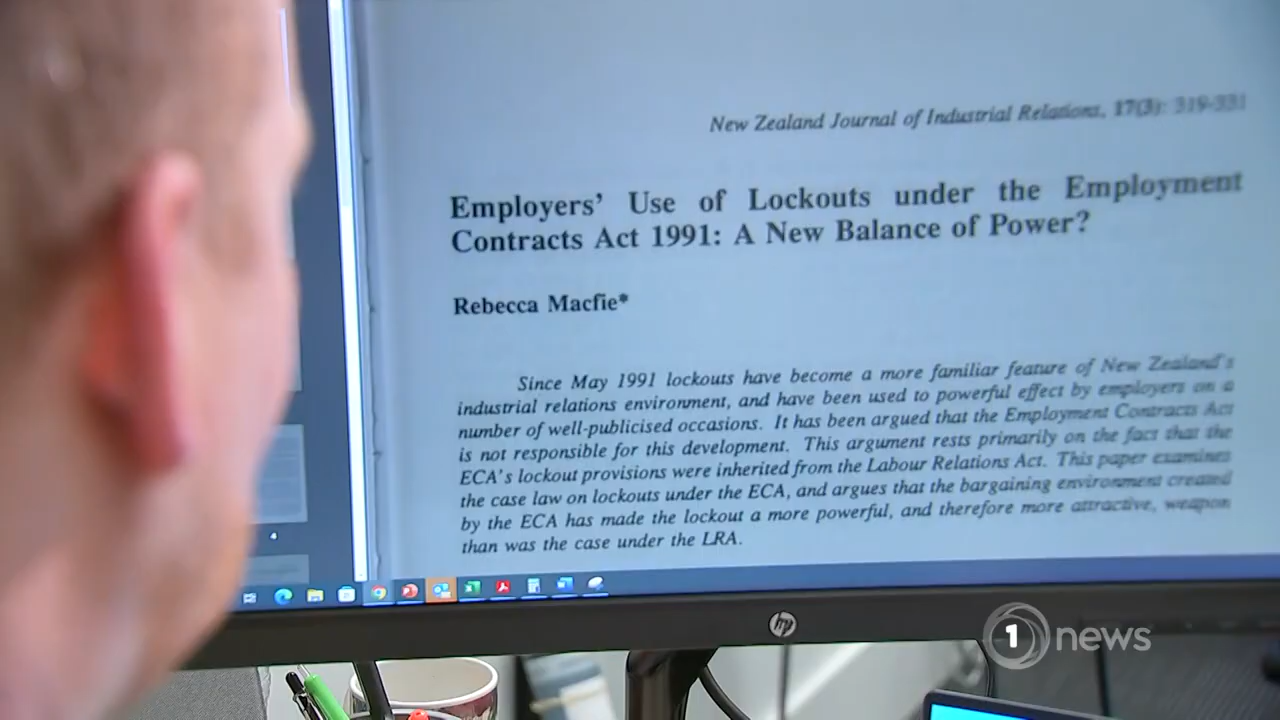 New Zealand Journal of Industrial Relations, 17(3): 319-331
Employers' Use of Lockouts under the Employment
Contracts Act 1991: A New Balance of Power?
Rebecca Macfie*
Since May 1991 lockouts have become a more familiar feature of New Zealand's
industrial relations environment, and have been used to powerful effect by employers on a
number of well-publicised occasions. It has been argued that the Employment Contracts Act
is not responsible for this development. This argument rests primarily on the fact that the
ECA's lockout provisions were inherited from the Labour Relations Act. This paper examines
the case law on lockouts under the ECA, and argues that the bargaining environment created
by the ECA has made the lockout a more powerful, and therefore more attractive, weapon
than was the case under the LRA.
4
hp
1 news